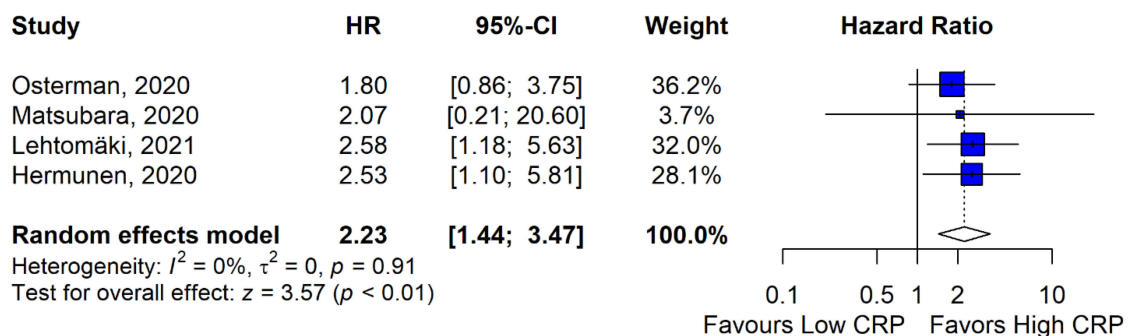 Study HR 95%-CI Weight Hazard Ratio
Osterman, 2020 1.80 [0.86; 3.75] 36.2%
Matsubara, 2020 2.07 [0.21; 20.60] 3.7%
Lehtomäki, 2021 2.58 [1.18; 5.63] 32.0%
Hermunen, 2020 2.53 [1.10; 5.81] 28.1%
Random effects model 2.23 [1.44; 3.47] 100.0%
Heterogeneity: I² = 0%, τ² = 0, p = 0.91
Test for overall effect: z = 3.57 (p < 0.01)
0.1 0.5 1 2 10
Favours Low CRP Favors High CRP